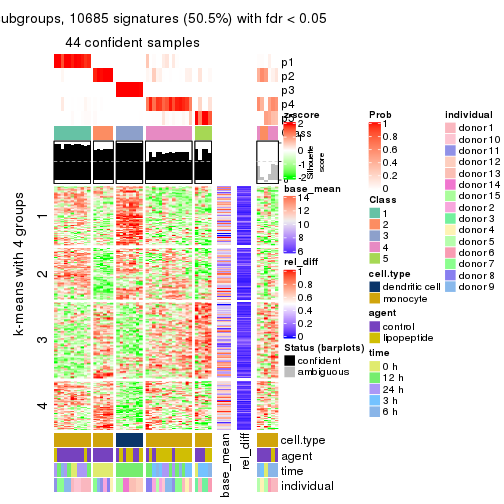 ubgroups, 10685 signatures (50.5%) with fdr < 0.05
44 confident samples
p1
p2
p3
p4
z-score
2
1
0
-1
-2
Silhouette
score
base_mean
14
12
10
8
6
rel_diff
1
0.8
0.6
0.4
0.2
0
Status (barplots)
confident
ambiguous
Prob
1
0.8
0.6
0.4
0.2
0
Class
1
2
3
4
5
cell.type
dendritic cell
monocyte
agent
control
lipopeptide
time
0 h
12 h
24 h
3 h
6 h
individual
donor1
donor10
donor11
donor12
donor13
donor14
donor15
donor2
donor3
donor4
donor5
donor6
donor7
donor8
donor9
k-means with 4 groups
1
2
3
4
cell.type
agent
time
individual
base_mean
rel_diff